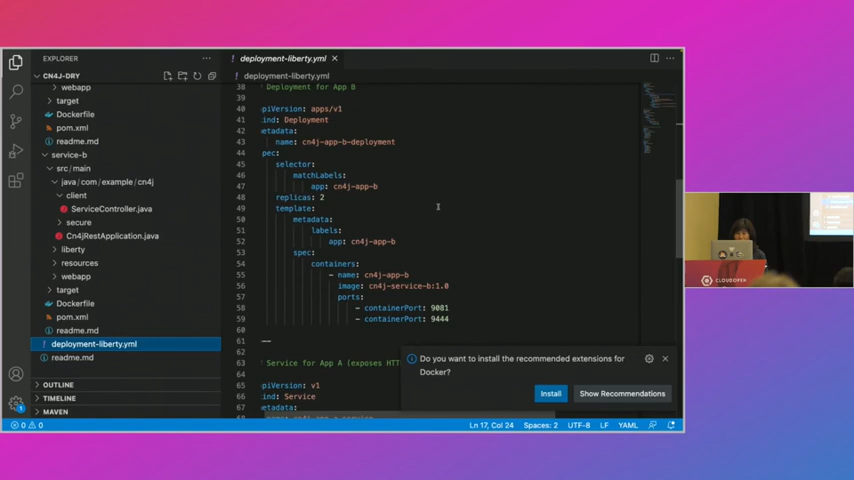 EXPLORER
CN4J-DRY
webapp
target
Dockerfile
pom.xml
readme.md
service-b
src/main
java/com/example/cn4j
client
ServiceController.java
secure
Cn4jRestApplication.java
liberty
resources
webapp
target
Dockerfile
pom.xml
readme.md
! deployment-liberty.yml
readme.md
OUTLINE
TIMELINE
MAVEN
! deployment-liberty.yml ×
! deployment-liberty.yml
38 Deployment for App B
39
40 piVersion: apps/v1
41 ind: Deployment
42 etadata:
43 name: cn4j-app-b-deployment
44 pec:
45 selector:
46 matchLabels:
47 app: cn4j-app-b
48 replicas: 2
49 template:
50 metadata:
51 labels:
52 app: cn4j-app-b
53 spec:
54 containers:
55 - name: cn4j-app-b
56 image: cn4j-service-b:1.0
57 ports:
58 - containerPort: 9081
59 - containerPort: 9444
60
61 --
62
63 Service for App A (exposes HTT
64
65 piVersion: v1
66 ind: Service
67 etadata:
68 name: cn4j-app-a-service
Do you want to install the recommended extensions for
Docker?
Install
Show Recommendations
0 0
Ln 17, Col 24
Spaces: 2
UTF-8
LF
YAML
1
CLOUDOPEN